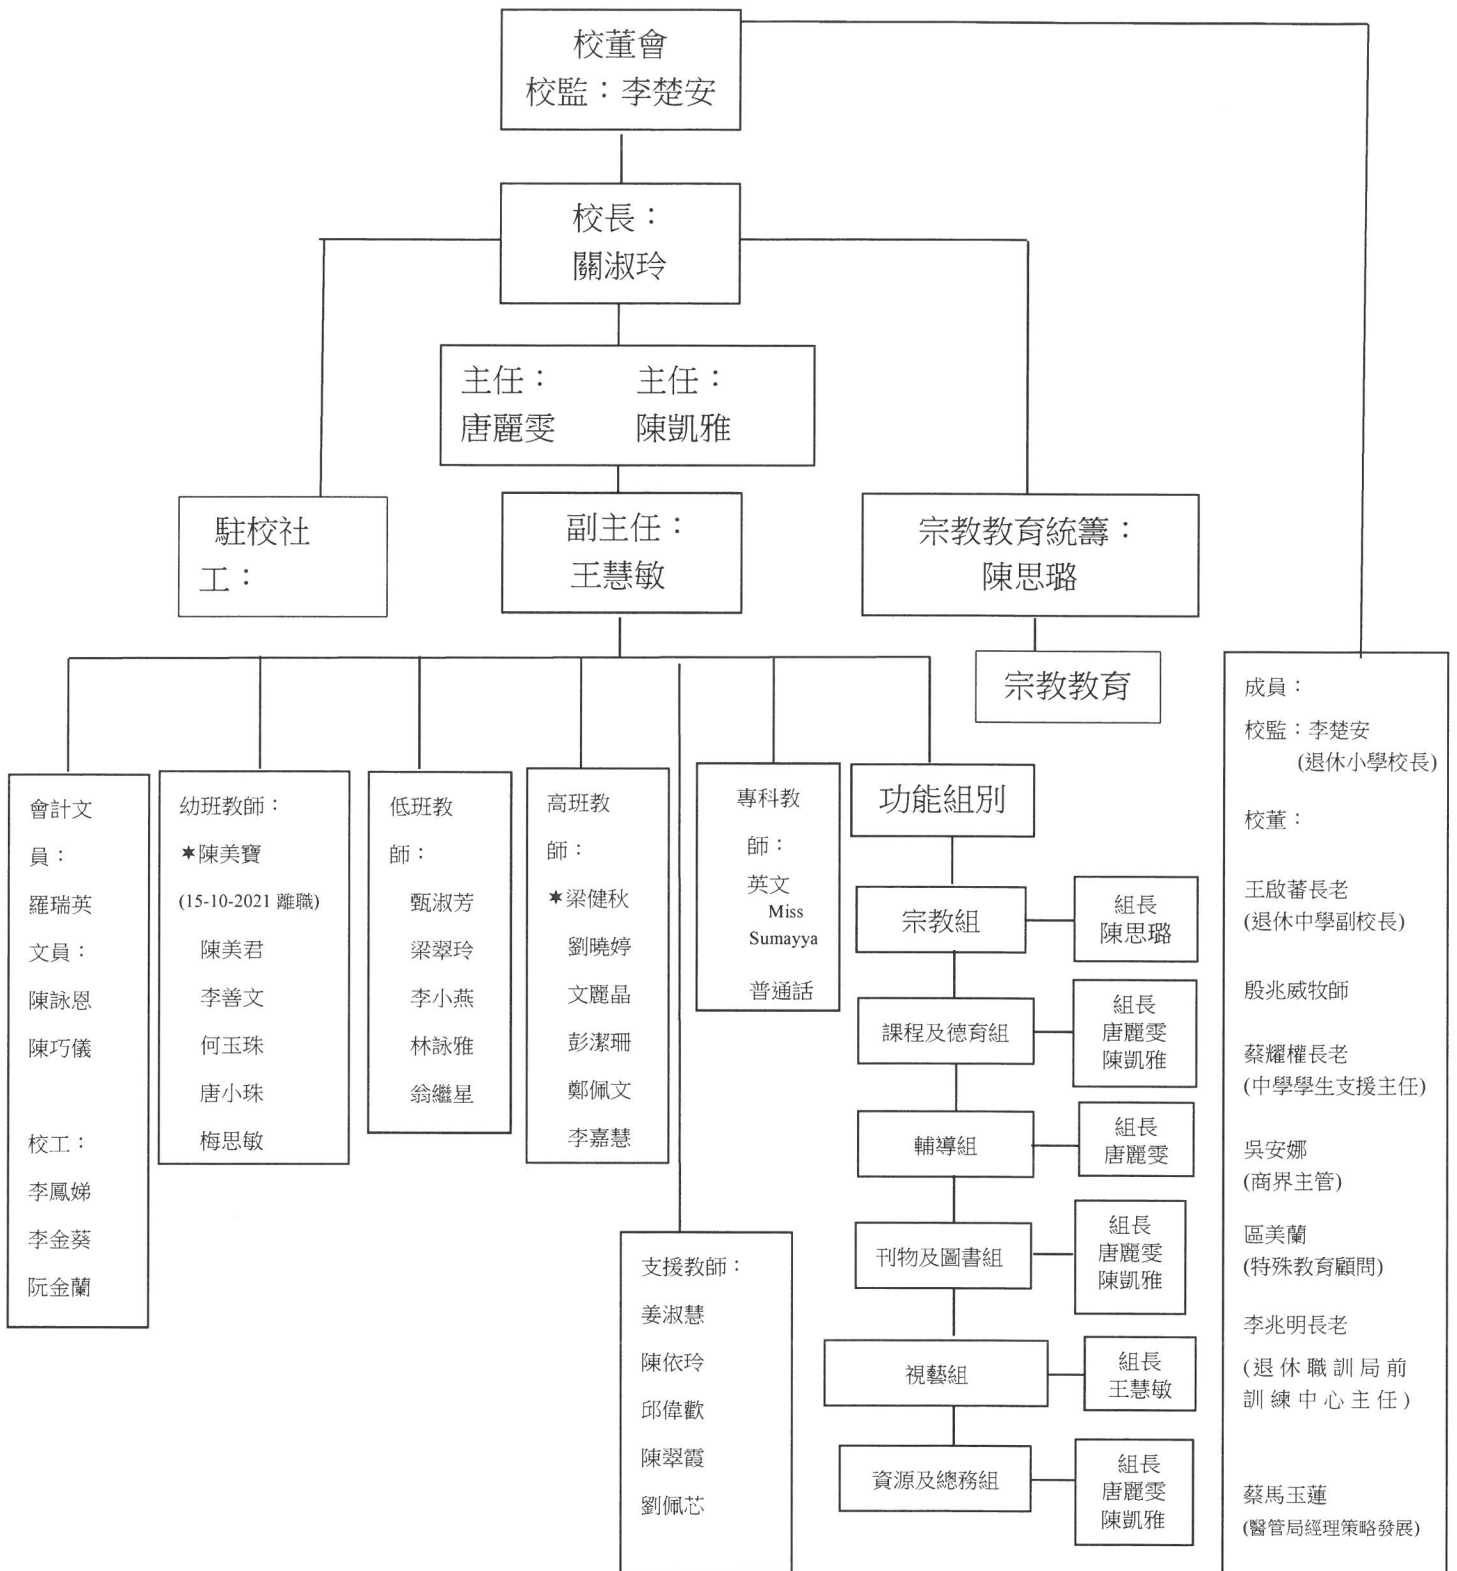 校董會
校監：李楚安
校長：
關淑玲
主任：
唐麗雯
主任：
陳凱雅
駐校社
工：
副主任：
王慧敏
宗教教育統籌：
陳思璐
宗教教育
會計文
員：
羅瑞英
文員：
陳詠恩
陳巧儀
校工：
李鳳娣
李金葵
阮金蘭
幼班教師：
★陳美寶
(15-10-2021 離職)
陳美君
李善文
何玉珠
唐小珠
梅思敏
低班教
師：
甄淑芳
梁翠玲
李小燕
林詠雅
翁繼星
高班教
師：
★梁健秋
劉曉婷
文麗晶
彭潔珊
鄭佩文
李嘉慧
支援教師：
姜淑慧
陳依玲
邱偉歡
陳翠霞
劉佩芯
專科教
師：
英文
Miss
Sumayya
普通話
功能組別
宗教組
組長
陳思璐
課程及德育組
組長
唐麗雯
陳凱雅
輔導組
組長
唐麗雯
刊物及圖書組
組長
唐麗雯
陳凱雅
視藝組
組長
王慧敏
資源及總務組
組長
唐麗雯
陳凱雅
成員：
校監：李楚安
(退休小學校長)
校董：
王啟蕃長老
(退休中學副校長)
殷兆威牧師
蔡耀權長老
(中學學生支援主任)
吳安娜
(商界主管)
區美蘭
(特殊教育顧問)
李兆明長老
(退休職訓局前
訓練中心主任)
蔡馬玉蓮
(醫管局經理策略發展)